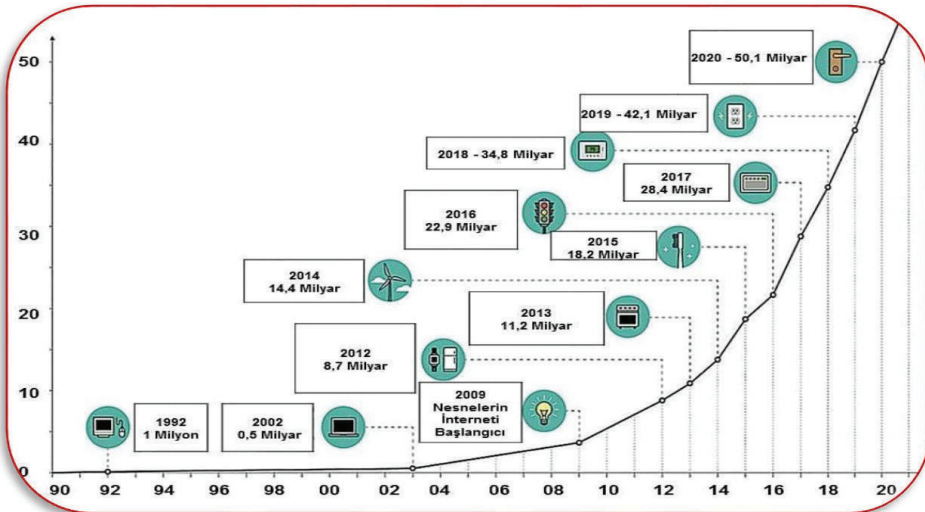 50
40
30
20
10
0
2020 - 50,1 Milyar
2019 - 42,1 Milyar
2018 - 34,8 Milyar
2017
28,4 Milyar
2016
22,9 Milyar
2015
18,2 Milyar
2014
14,4 Milyar
2013
11,2 Milyar
2012
8,7 Milyar
2009
Nesnelerin
İnterneti
Başlangıcı
1992
1 Milyon
2002
0,5 Milyar
90 92 94 96 98 00 02 04 06 08 10 12 14 16 18 20